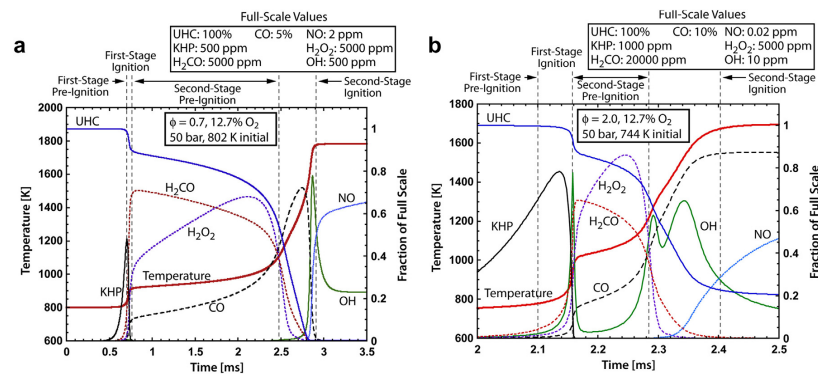 a
Full-Scale Values
UHC: 100% CO: 5% NO: 2 ppm
KHP: 500 ppm H₂O₂: 5000 ppm
H₂CO: 5000 ppm OH: 500 ppm
First-Stage Pre-Ignition
First-Stage Ignition
Second-Stage Pre-Ignition
Second-Stage Ignition
ϕ = 0.7, 12.7% O₂
50 bar, 802 K initial
UHC
H₂CO
H₂O₂
NO
KHP
Temperature
CO
OH
Temperature [K]
2000
1800
1600
1400
1200
1000
800
600
Fraction of Full Scale
1
0.8
0.6
0.4
0.2
0
0 0.5 1 1.5 2 2.5 3 3.5
Time [ms]
b
Full-Scale Values
UHC: 100% CO: 10% NO: 0.02 ppm
KHP: 1000 ppm H₂O₂: 5000 ppm
H₂CO: 20000 ppm OH: 10 ppm
First-Stage Pre-Ignition
First-Stage Ignition
Second-Stage Pre-Ignition
Second-Stage Ignition
ϕ = 2.0, 12.7% O₂
50 bar, 744 K initial
UHC
H₂O₂
KHP
H₂CO
OH
Temperature
CO
NO
Temperature [K]
1800
1600
1400
1200
1000
800
600
Fraction of Full Scale
1
0.8
0.6
0.4
0.2
0
2 2.1 2.2 2.3 2.4 2.5
Time [ms]